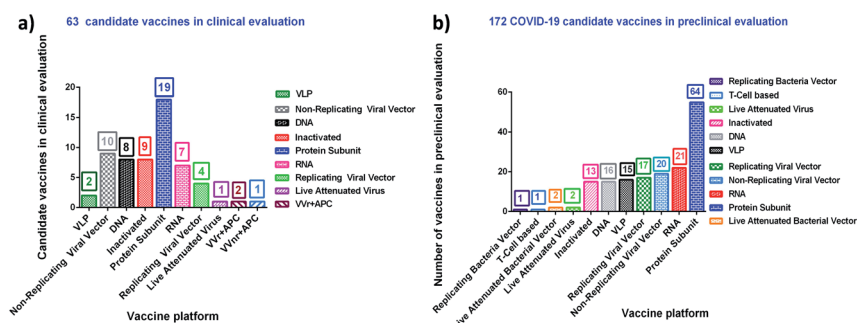 a)
63 candidate vaccines in clinical evaluation
Candidate vaccines in clinical evaluation
20
15
10
5
0
2
10
8
9
19
7
4
1
2
1
VLP
Non-Replicating Viral Vector
DNA
Inactivated
Protein Subunit
RNA
Replicating Viral Vector
Live Attenuated Virus
VVr+APC
VVnr+APC
Vaccine platform
VLP
Non-Replicating Viral Vector
DNA
Inactivated
Protein Subunit
RNA
Replicating Viral Vector
Live Attenuated Virus
VVr+APC
b)
172 COVID-19 candidate vaccines in preclinical evaluation
Number of vaccines in preclinical evaluation
60
40
20
0
1
1
2
2
13
16
15
17
20
21
64
Replicating Bacteria Vector
T-Cell based
Live Attenuated Bacterial Vector
Live Attenuated Virus
Inactivated
DNA
VLP
Replicating Viral Vector
Non-Replicating Viral Vector
RNA
Protein Subunit
Vaccine platform
Replicating Bacteria Vector
T-Cell based
Live Attenuated Virus
Inactivated
DNA
VLP
Replicating Viral Vector
Non-Replicating Viral Vector
RNA
Protein Subunit
Live Attenuated Bacterial Vector